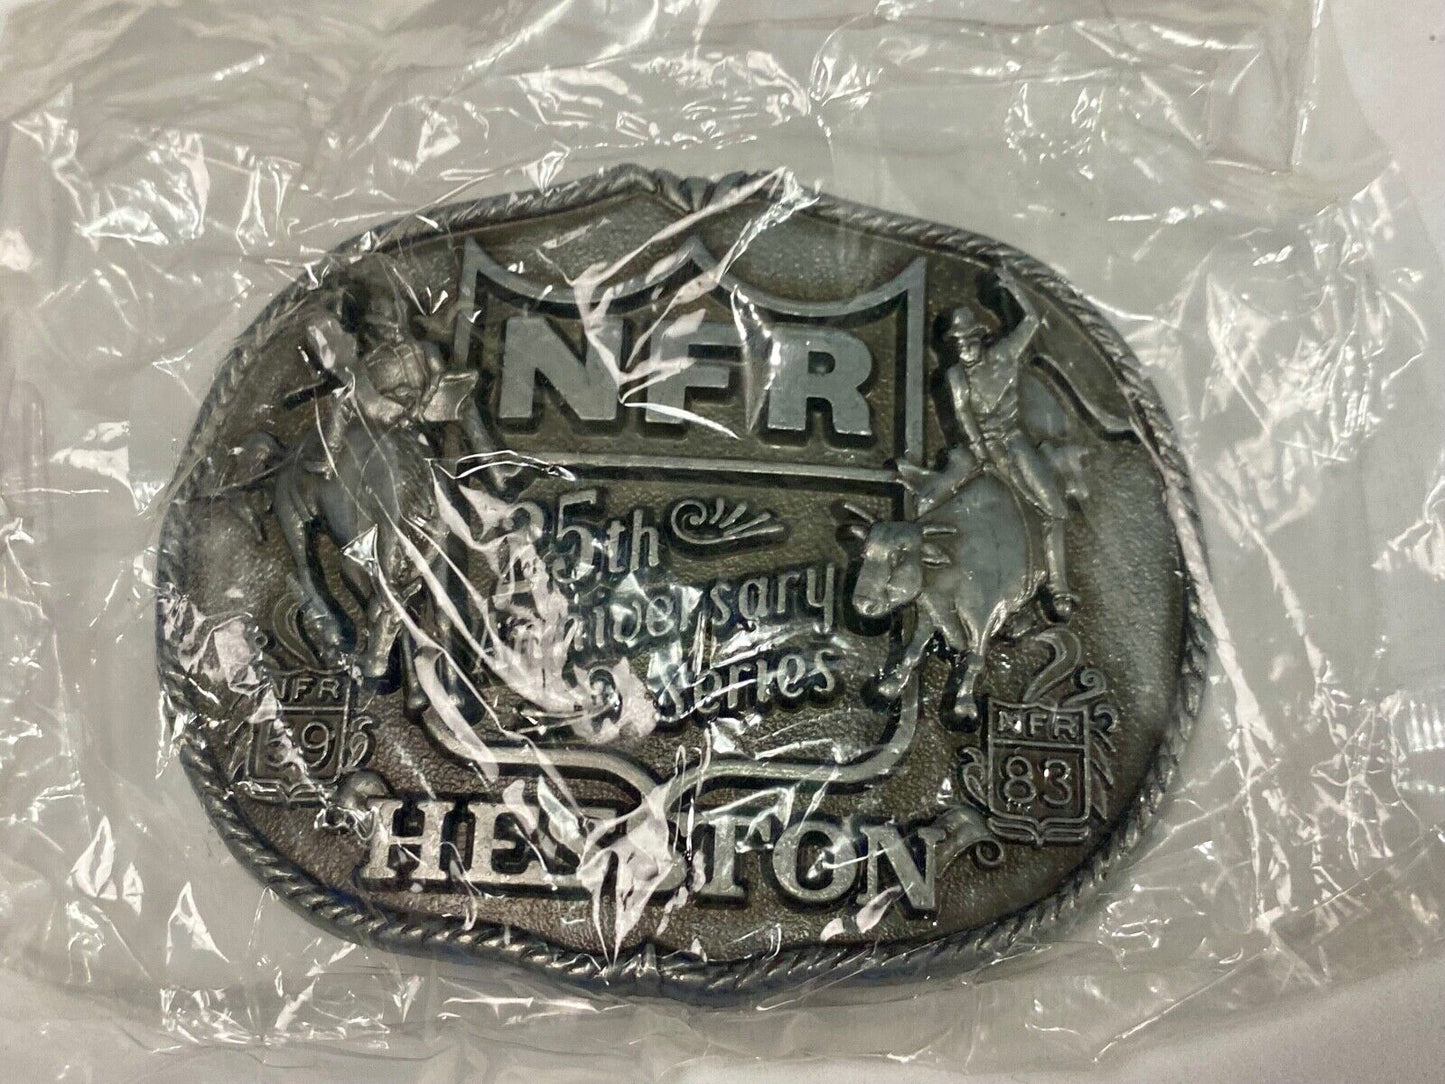 NFR
25th
Anniversary
Series
NFR
59
NFR
83
HESSTON